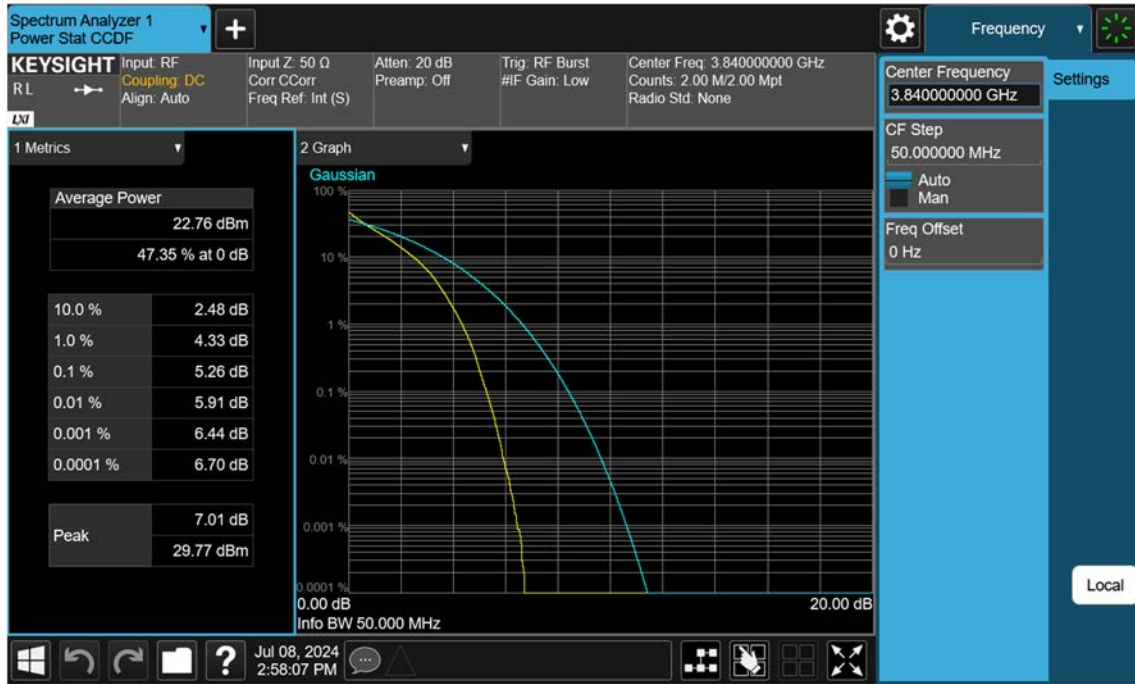 Spectrum Analyzer 1
Power Stat CCDF
+
Frequency
KEYSIGHT
RL
LXI
Input: RF
Coupling: DC
Align: Auto
Input Z: 50 Ω
Corr CCorr
Freq Ref: Int (S)
Atten: 20 dB
Preamp: Off
Trig: RF Burst
#IF Gain: Low
Center Freq: 3.840000000 GHz
Counts: 2.00 M/2.00 Mpt
Radio Std: None
Center Frequency
3.840000000 GHz
Settings
CF Step
50.000000 MHz
Auto
Man
Freq Offset
0 Hz
1 Metrics
Average Power
22.76 dBm
47.35 % at 0 dB
10.0 % 2.48 dB
1.0 % 4.33 dB
0.1 % 5.26 dB
0.01 % 5.91 dB
0.001 % 6.44 dB
0.0001 % 6.70 dB
Peak 7.01 dB
29.77 dBm
2 Graph
Gaussian
100 %
10 %
1 %
0.1 %
0.01 %
0.001 %
0.0001 %
0.00 dB 20.00 dB
Info BW 50.000 MHz
Local
?
Jul 08, 2024
2:58:07 PM